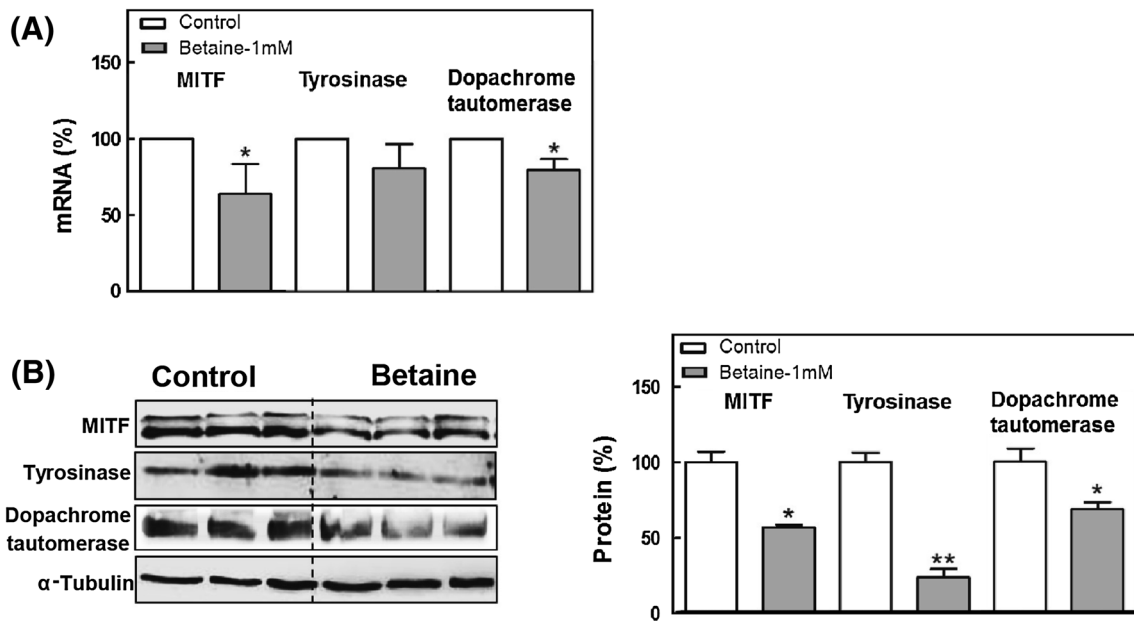 (A)
Control
Betaine-1mM
150
MITF
Tyrosinase
Dopachrome
tautomerase
mRNA (%)
100
*
*
50
0
(B)
Control
Betaine
MITF
Tyrosinase
Dopachrome
tautomerase
α-Tubulin
Control
Betaine-1mM
150
MITF
Tyrosinase
Dopachrome
tautomerase
Protein (%)
100
*
*
50
**
0